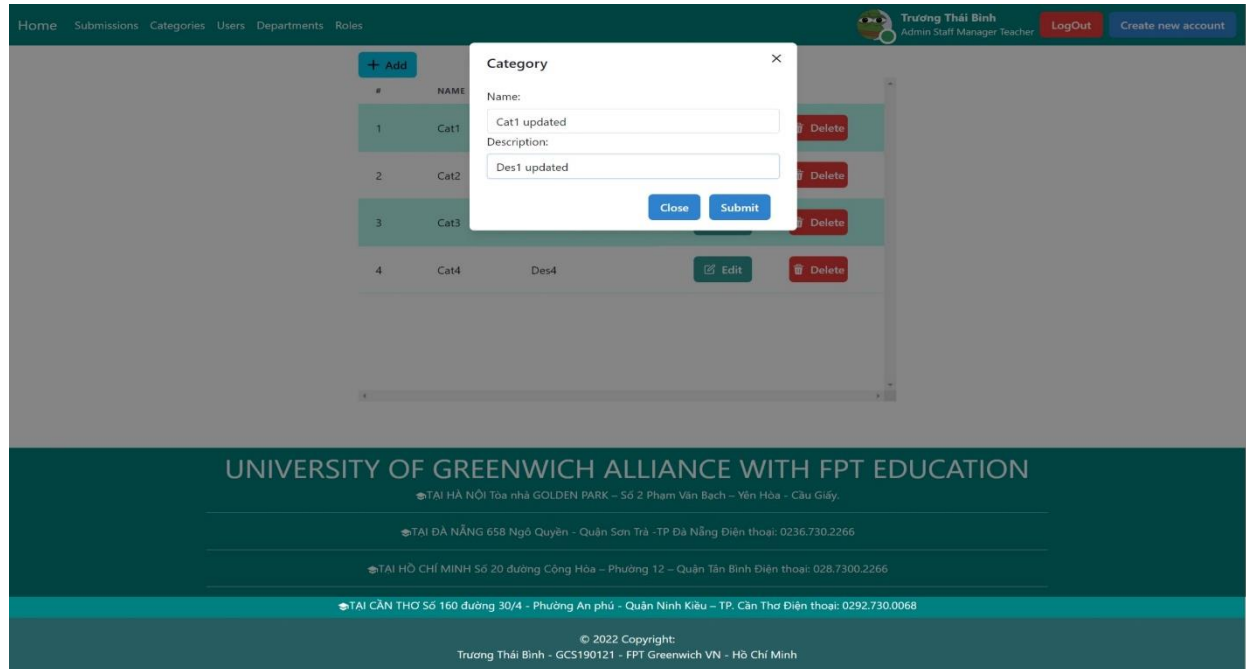 Home Submissions Categories Users Departments Roles
Trương Thái Bình
Admin Staff Manager Teacher
LogOut
Create new account
+ Add
Category
×
# NAME
Name:
Cat1 updated
1 Cat1 Delete
Description:
Des1 updated
2 Cat2 Delete
Close Submit
3 Cat3 Delete
4 Cat4 Des4 Edit Delete
UNIVERSITY OF GREENWICH ALLIANCE WITH FPT EDUCATION
TẠI HÀ NỘI Tòa nhà GOLDEN PARK – Số 2 Phạm Văn Bạch – Yên Hòa - Cầu Giấy.
TẠI ĐÀ NẴNG 658 Ngô Quyền - Quận Sơn Trà -TP Đà Nẵng Điện thoại: 0236.730.2266
TẠI HỒ CHÍ MINH Số 20 đường Cộng Hòa – Phường 12 – Quận Tân Bình Điện thoại: 028.7300.2266
TẠI CẦN THƠ Số 160 đường 30/4 - Phường An phú - Quận Ninh Kiều – TP. Cần Thơ Điện thoại: 0292.730.0068
© 2022 Copyright:
Trương Thái Bình - GCS190121 - FPT Greenwich VN - Hồ Chí Minh